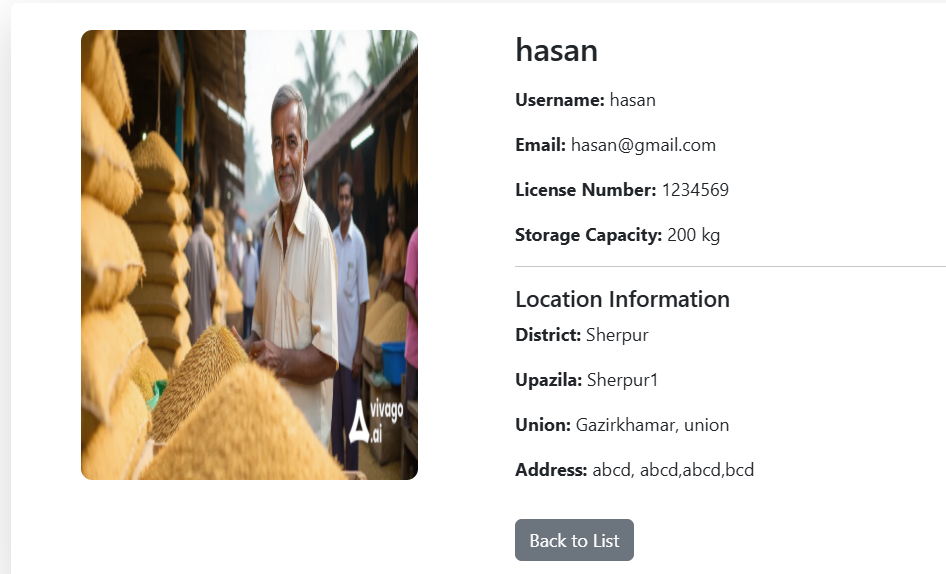 hasan
Username: hasan
Email: hasan@gmail.com
License Number: 1234569
Storage Capacity: 200 kg
Location Information
District: Sherpur
Upazila: Sherpur1
Union: Gazirkhamar, union
Address: abcd, abcd,abcd,bcd
Back to List
vivago
.ai